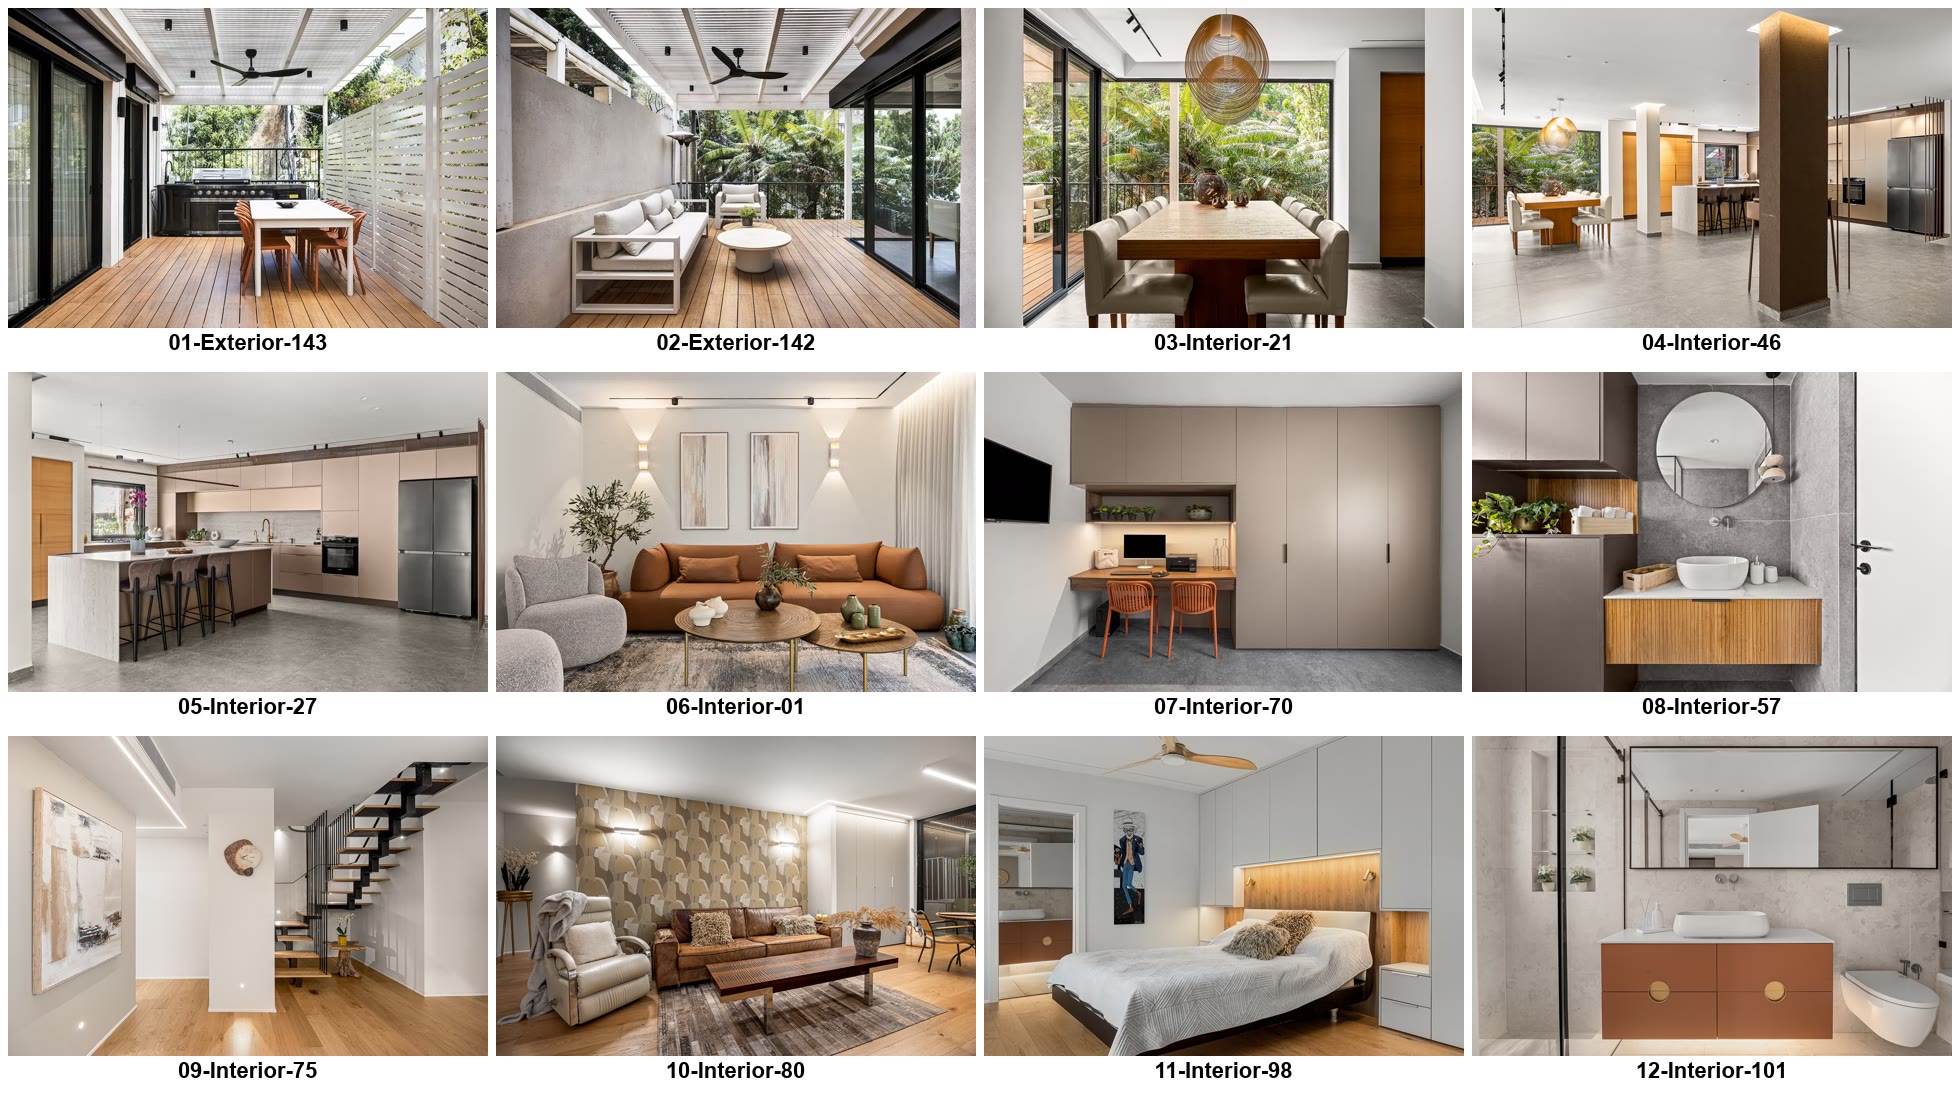 01-Exterior-143
02-Exterior-142
03-Interior-21
04-Interior-46
05-Interior-27
06-Interior-01
07-Interior-70
08-Interior-57
09-Interior-75
10-Interior-80
11-Interior-98
12-Interior-101